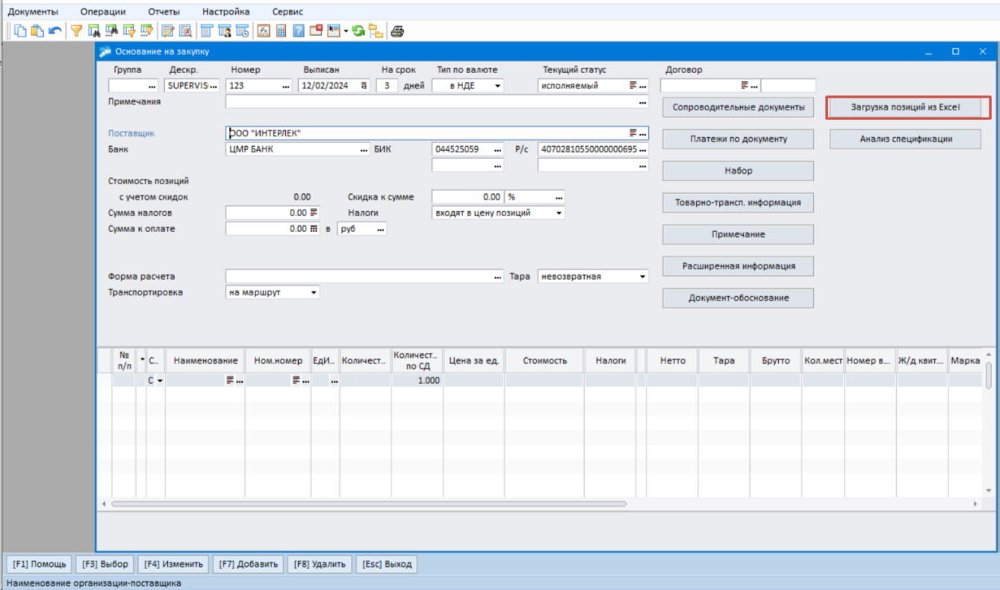 Документы Операции Отчеты Настройка Сервис
Основание на закупку
Группа Дескр. Номер Выписан На срок Тип по валюте Текущий статус Договор
... SUPERVIS... 123 ... 12/02/2024 3 дней в НДЕ исполняемый ... ...
Примечания ... Сопроводительные документы Загрузка позиций из Excel
Поставщик ООО "ИНТЕРЛЕК" ... Платежи по документу Анализ спецификации
Банк ЦМР БАНК ... БИК 044525059 ... Р/с 40702810550000000695 ...
... ... Набор
Стоимость позиций
с учетом скидок 0.00 Скидка к сумме 0.00 % ... Товарно-трансп. информация
Сумма налогов 0.00 Налоги входят в цену позиций
Сумма к оплате 0.00 в руб ... Примечание
Расширенная информация
Форма расчета ... Тара невозвратная
Транспортировка на маршрут Документ-обоснование
№ п/п * С.. Наименование Ном.номер ЕдИ.. Количест.. Количест.. по СД Цена за ед. Стоимость Налоги Нетто Тара Брутто Кол.мест Номер в... Ж/д квит... Марка
С ... ... ... 1.000
[F1] Помощь [F3] Выбор [F4] Изменить [F7] Добавить [F8] Удалить [Esc] Выход
Наименование организации-поставщика